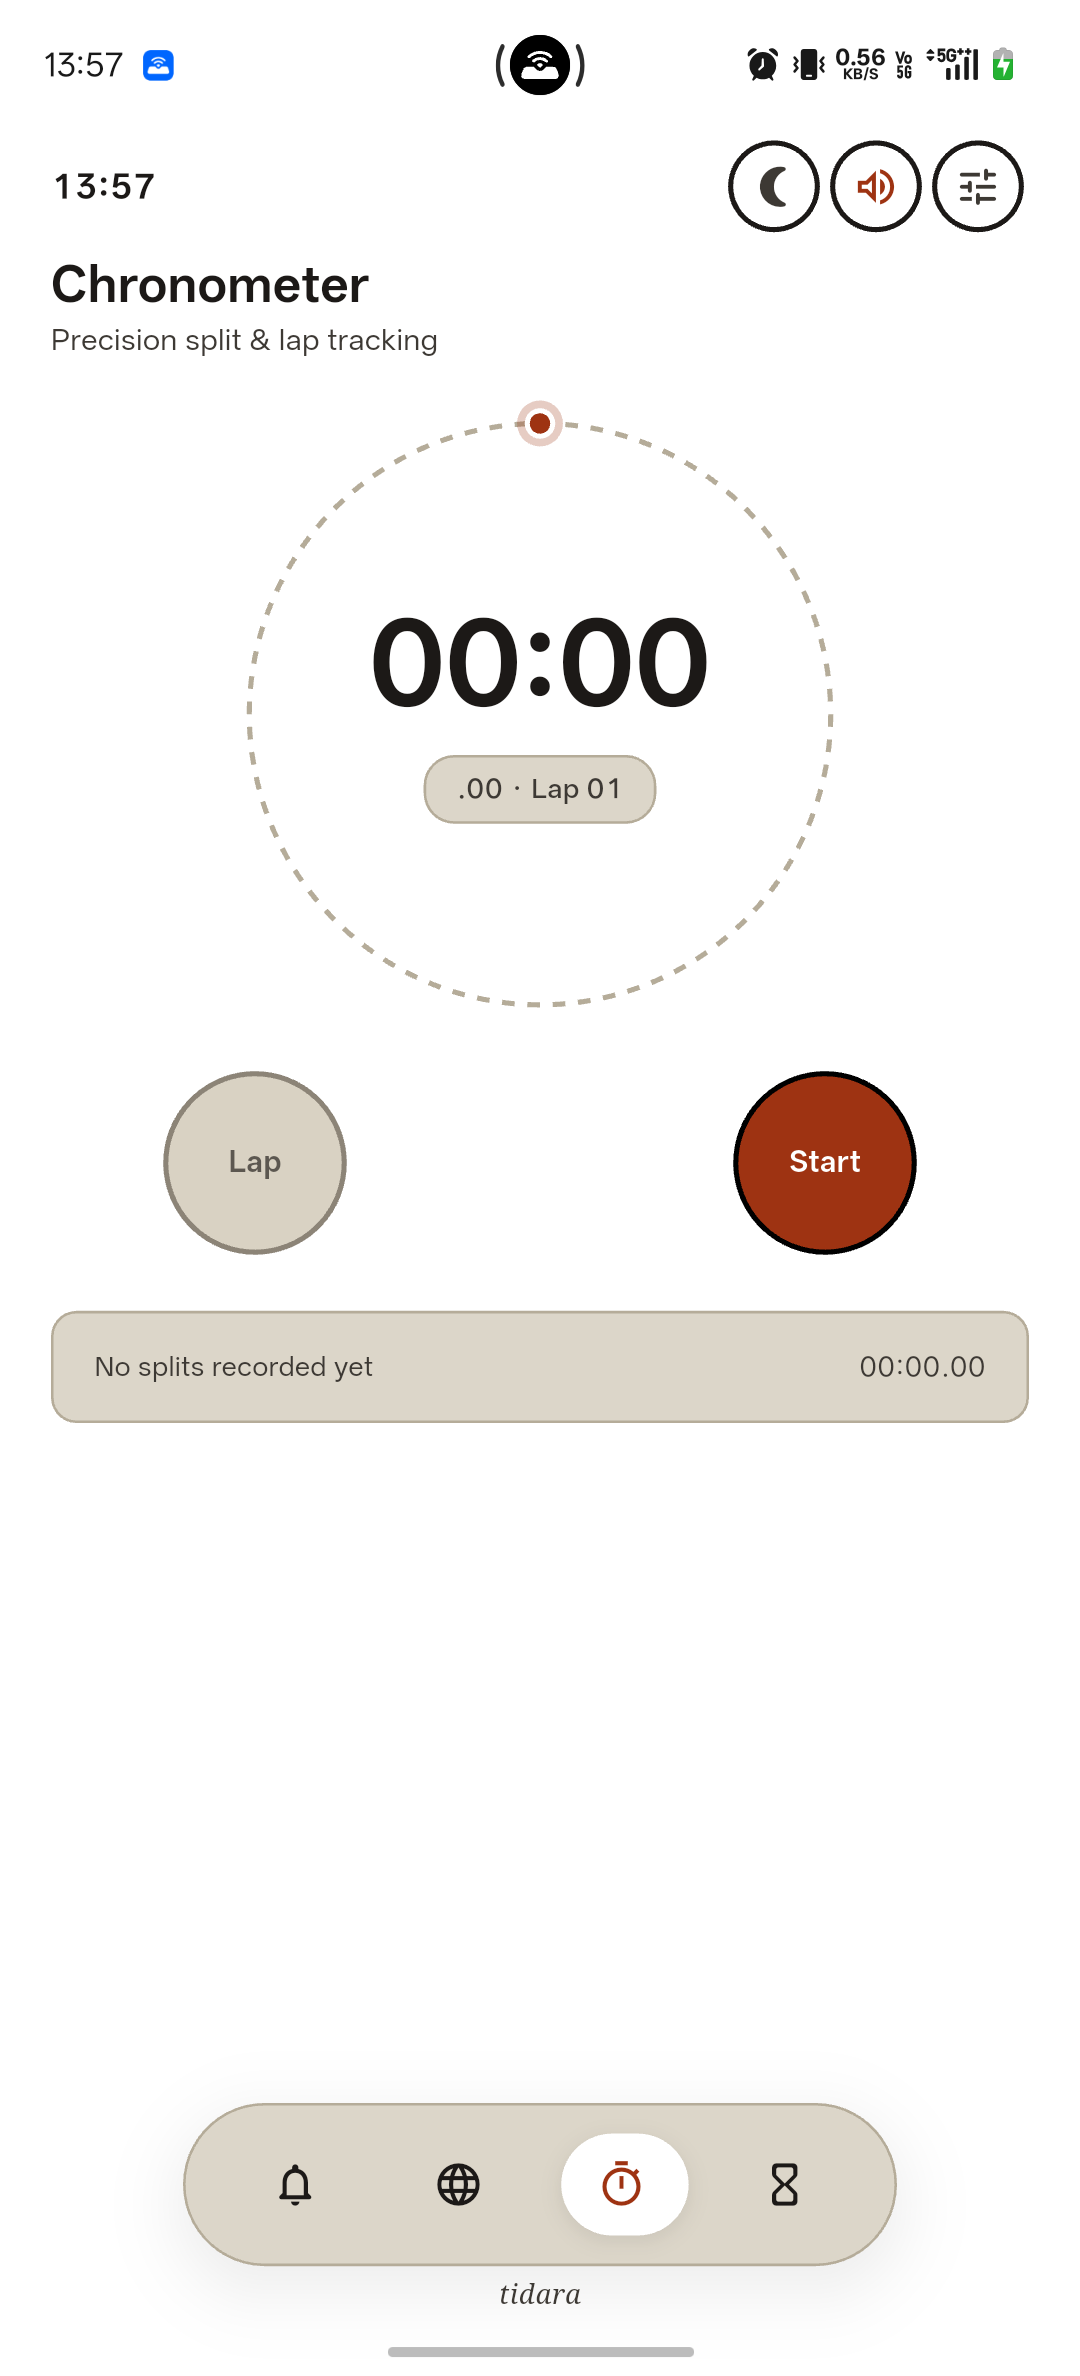 13:57
0.56 KB/S Vo 5G 5G++
13:57
Chronometer
Precision split & lap tracking
00:00
.00 · Lap 01
Lap
Start
No splits recorded yet 00:00.00
tidara